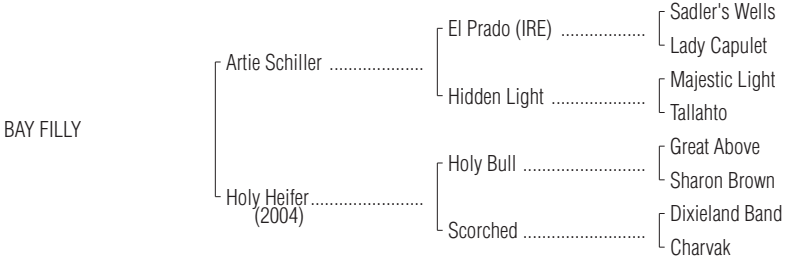 Sadler's Wells
El Prado (IRE) ..................
Lady Capulet
Artie Schiller ....................
Majestic Light
Hidden Light ....................
Tallahto
BAY FILLY
Great Above
Holy Bull ..........................
Sharon Brown
Holy Heifer........................
(2004)
Dixieland Band
Scorched ..........................
Charvak